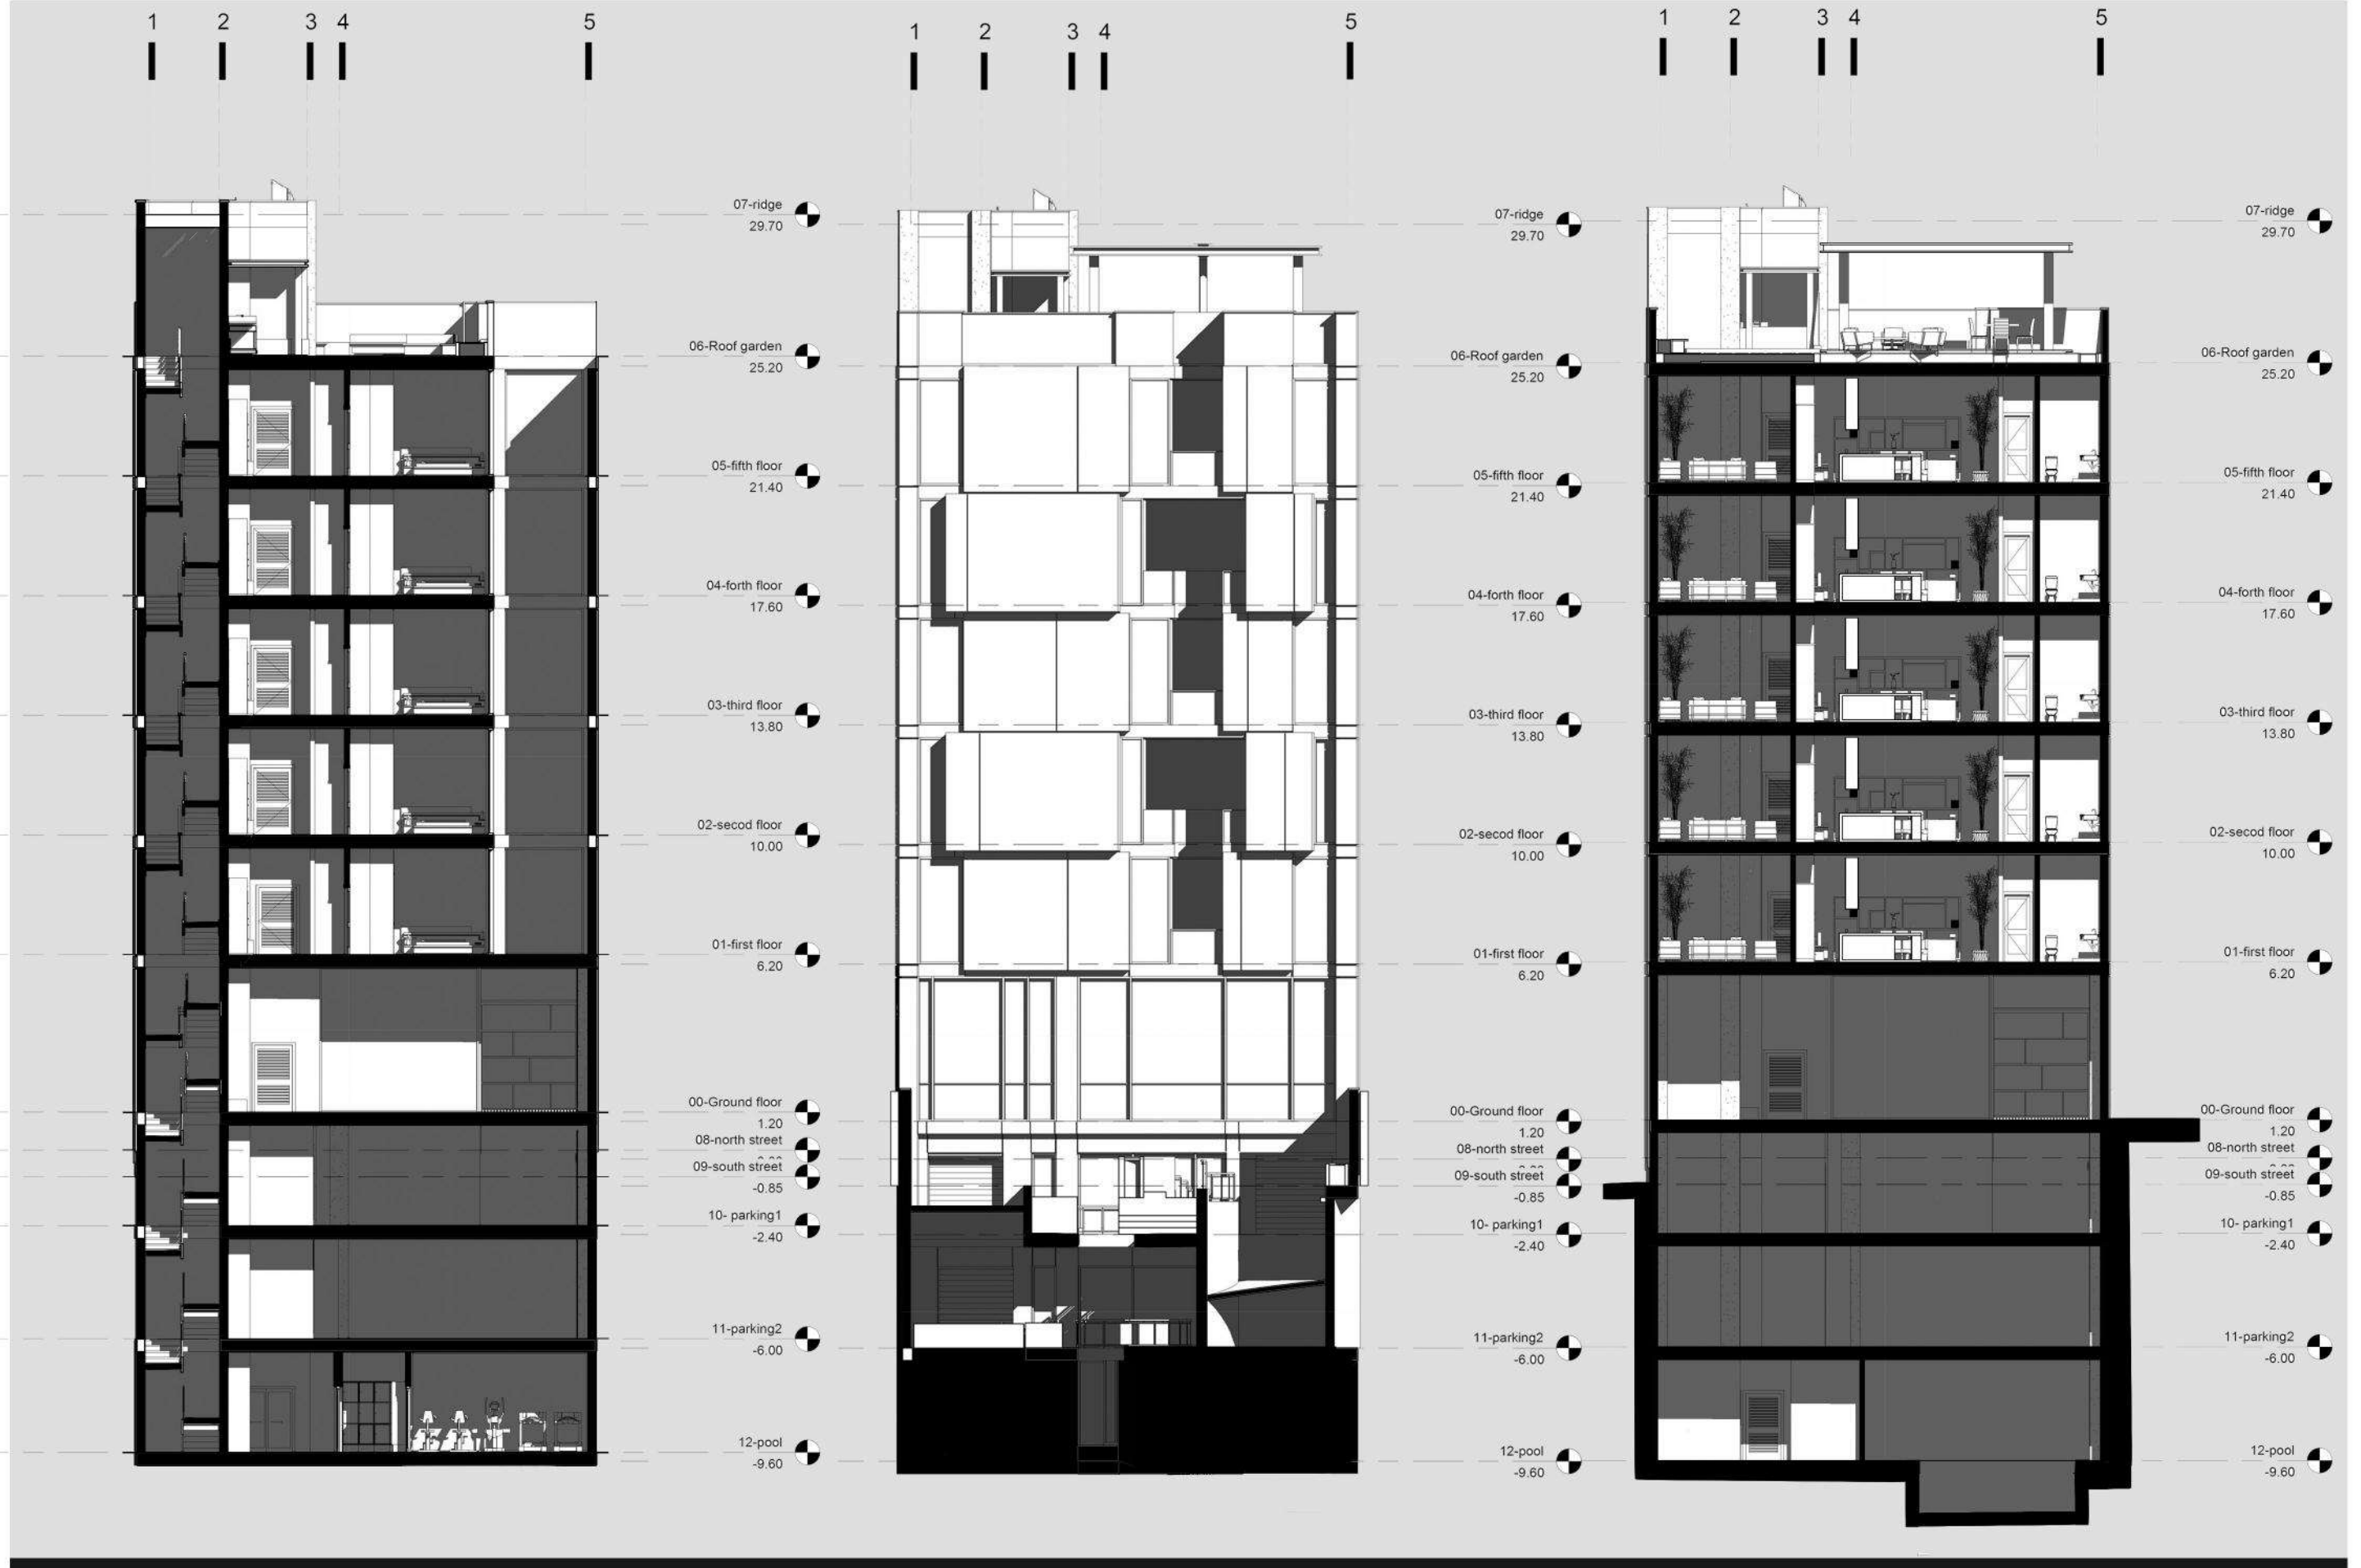 1 2 3 4 5
07-ridge
29.70
06-Roof garden
25.20
05-fifth floor
21.40
04-forth floor
17.60
03-third floor
13.80
02-secod floor
10.00
01-first floor
6.20
00-Ground floor
1.20
08-north street
09-south street
-0.85
10- parking1
-2.40
11-parking2
-6.00
12-pool
-9.60
1 2 3 4 5
07-ridge
29.70
06-Roof garden
25.20
05-fifth floor
21.40
04-forth floor
17.60
03-third floor
13.80
02-secod floor
10.00
01-first floor
6.20
00-Ground floor
1.20
08-north street
09-south street
-0.85
10- parking1
-2.40
11-parking2
-6.00
12-pool
-9.60
1 2 3 4 5
07-ridge
29.70
06-Roof garden
25.20
05-fifth floor
21.40
04-forth floor
17.60
03-third floor
13.80
02-secod floor
10.00
01-first floor
6.20
00-Ground floor
1.20
08-north street
09-south street
-0.85
10- parking1
-2.40
11-parking2
-6.00
12-pool
-9.60